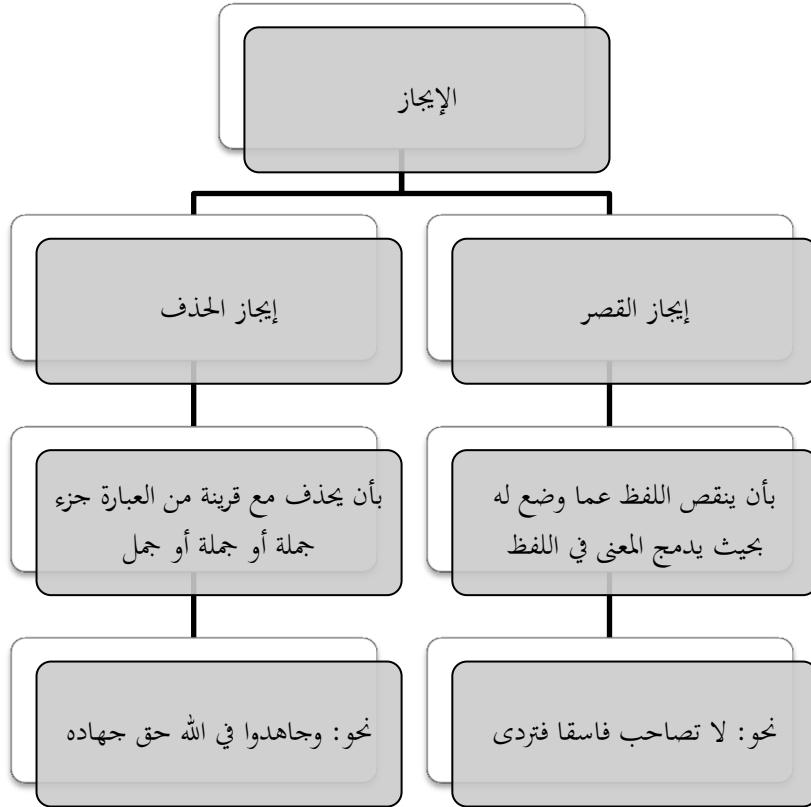 الإيجاز
إيجاز القصر
إيجاز الحذف
بأن ينقص اللفظ عما وضع له
بحيث يدمج المعنى في اللفظ
بأن يحذف مع قرينة من العبارة جزء
جملة أو جملة أو جمل
نحو: لا تصاحب فاسقا فتردى
نحو: وجاهدوا في الله حق جهاده